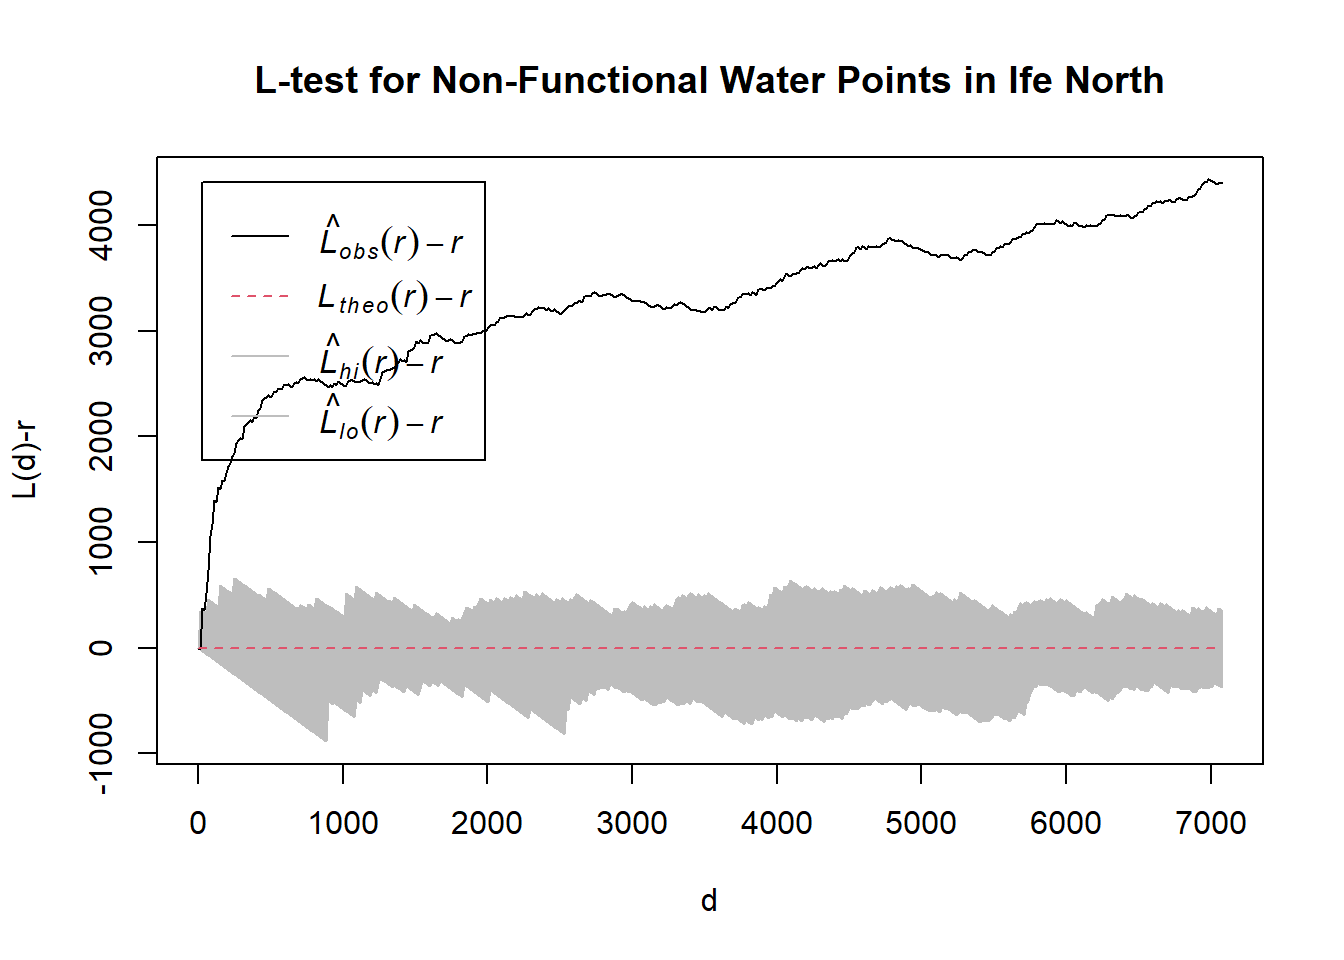 L-test for Non-Functional Water Points in Ife North
L(d)-r
4000
3000
2000
1000
0
-1000
L̂obs(r) – r
Ltheo(r) – r
L̂hi(r) – r
L̂lo(r) – r
0 1000 2000 3000 4000 5000 6000 7000
d